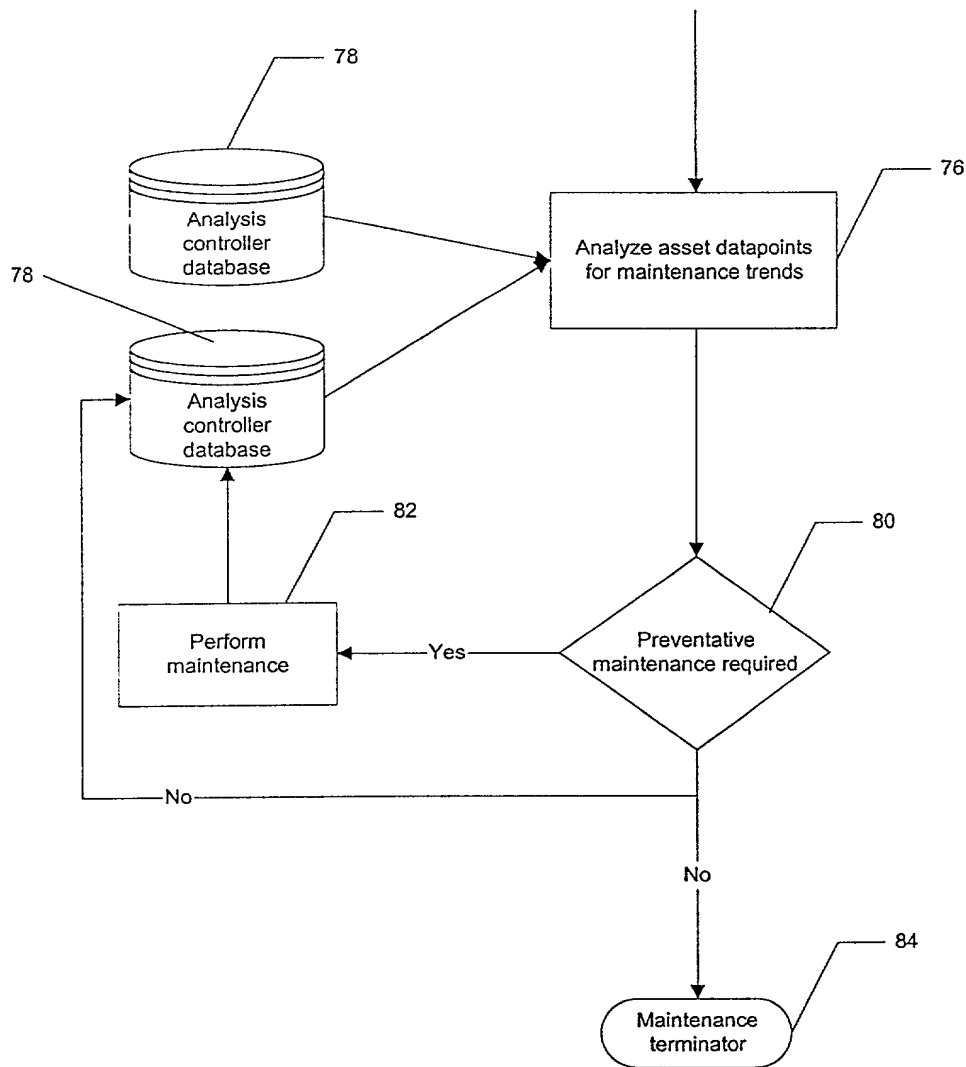 78
76
Analysis
controller
database
Analyze asset datapoints
for maintenance trends
78
Analysis
controller
database
82
80
Perform
maintenance
Yes
Preventative
maintenance required
No
No
84
Maintenance
terminator